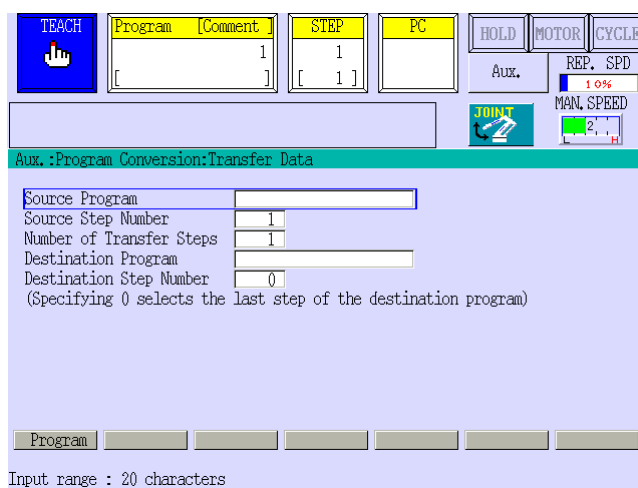 TEACH
Program [Comment ]
1
[ ]
STEP
1
[ 1 ]
PC
HOLD
MOTOR
CYCLE
Aux.
REP. SPD
10%
JOINT
MAN.SPEED
2
L H
Aux.:Program Conversion:Transfer Data
Source Program
Source Step Number 1
Number of Transfer Steps 1
Destination Program
Destination Step Number 0
(Specifying 0 selects the last step of the destination program)
Program
Input range : 20 characters